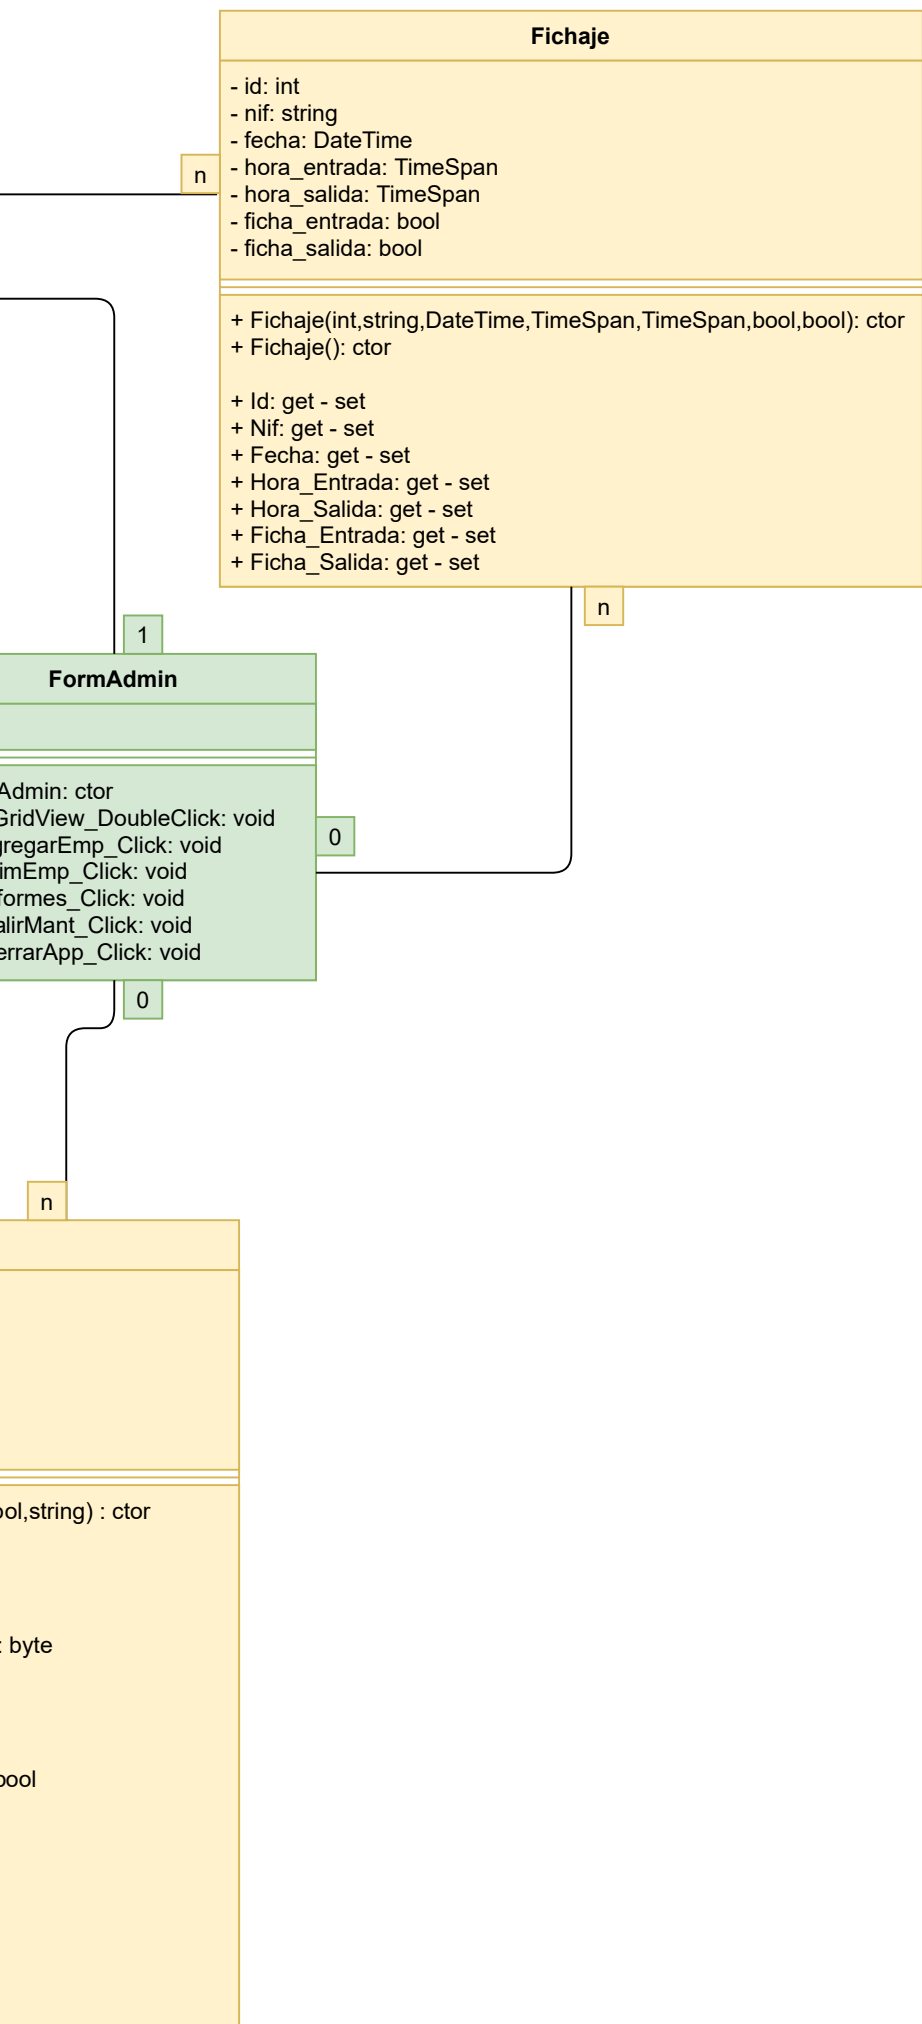 Fichaje
- id: int
- nif: string
- fecha: DateTime
- hora_entrada: TimeSpan
- hora_salida: TimeSpan
- ficha_entrada: bool
- ficha_salida: bool
n
+ Fichaje(int,string,DateTime,TimeSpan,TimeSpan,bool,bool): ctor
+ Fichaje(): ctor
+ Id: get - set
+ Nif: get - set
+ Fecha: get - set
+ Hora_Entrada: get - set
+ Hora_Salida: get - set
+ Ficha_Entrada: get - set
+ Ficha_Salida: get - set
n
1
FormAdmin
Admin: ctor
GridView_DoubleClick: void
gregarEmp_Click: void
imEmp_Click: void
formes_Click: void
alirMant_Click: void
errarApp_Click: void
0
0
n
ool,string) : ctor
: byte
bool